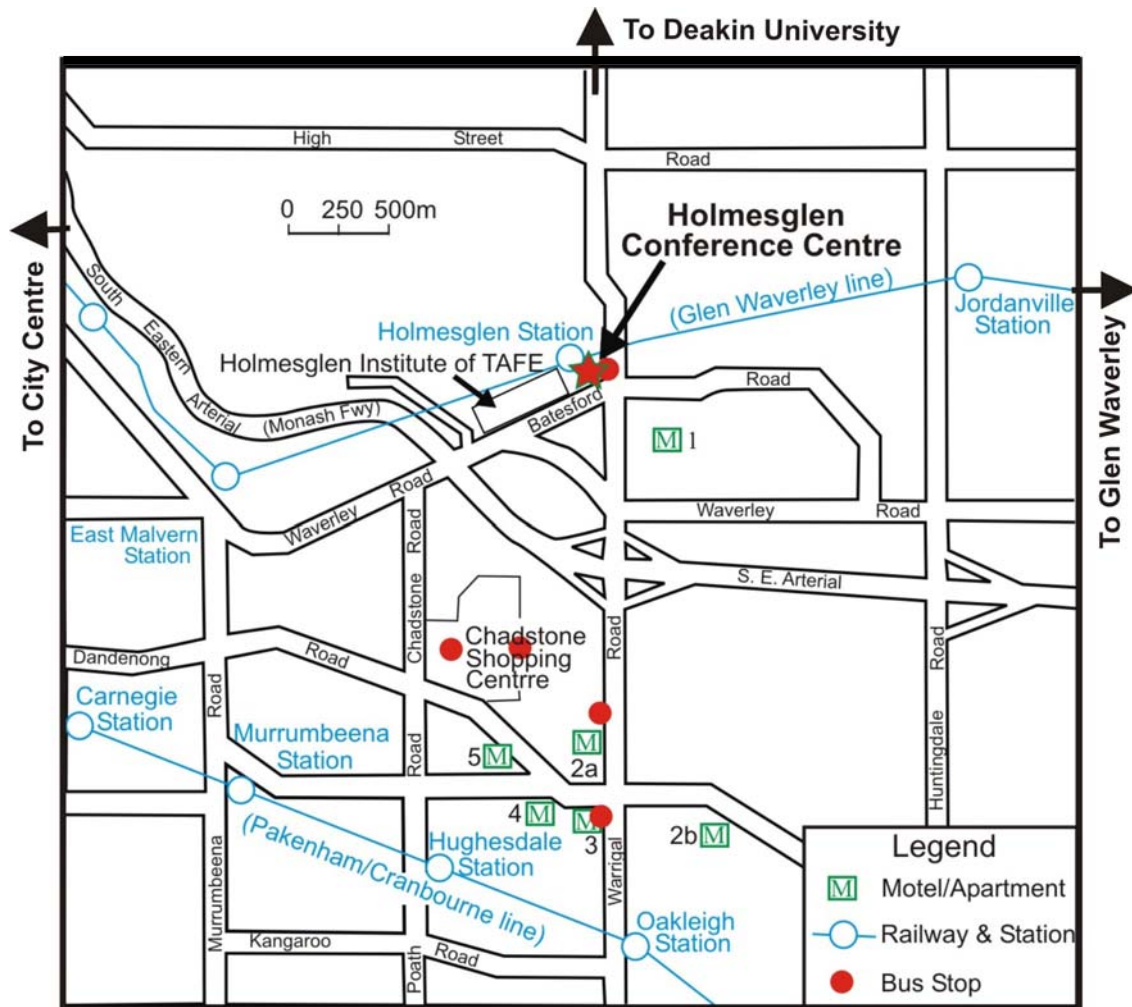 To Deakin University
High Street
Road
0 250 500m
Holmesglen
Conference Centre
To City Centre
South
Eastern
Arterial
(Monash Fwy)
(Glen Waverley line)
Jordanville
Station
Holmesglen Station
Holmesglen Institute of TAFE
Batesford
Road
To Glen Waverley
M 1
Waverley
Road
Waverley
Road
East Malvern
Station
Road
Chadstone
S. E. Arterial
Chadstone
Shopping
Centrre
Road
Road
Dandenong
Road
Road
Carnegie
Station
Murrumbeena
Station
Road
5 M
M
2a
Huntingdale
4 M
M
3
2b M
Hughesdale
Station
(Pakenham/Cranbourne line)
Warrigal
Murrumbeena
Oakleigh
Station
Kangaroo
Road
Poath
Legend
M Motel/Apartment
Railway & Station
Bus Stop